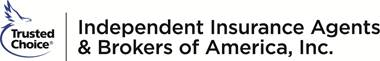 Trusted
Choice®
Independent Insurance Agents
& Brokers of America, Inc.